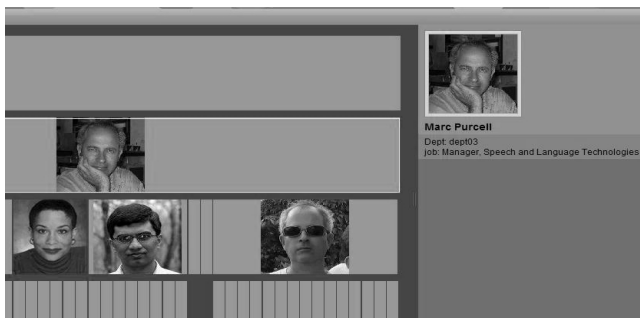 Marc Purcell
Dept: dept03
job: Manager, Speech and Language Technologies